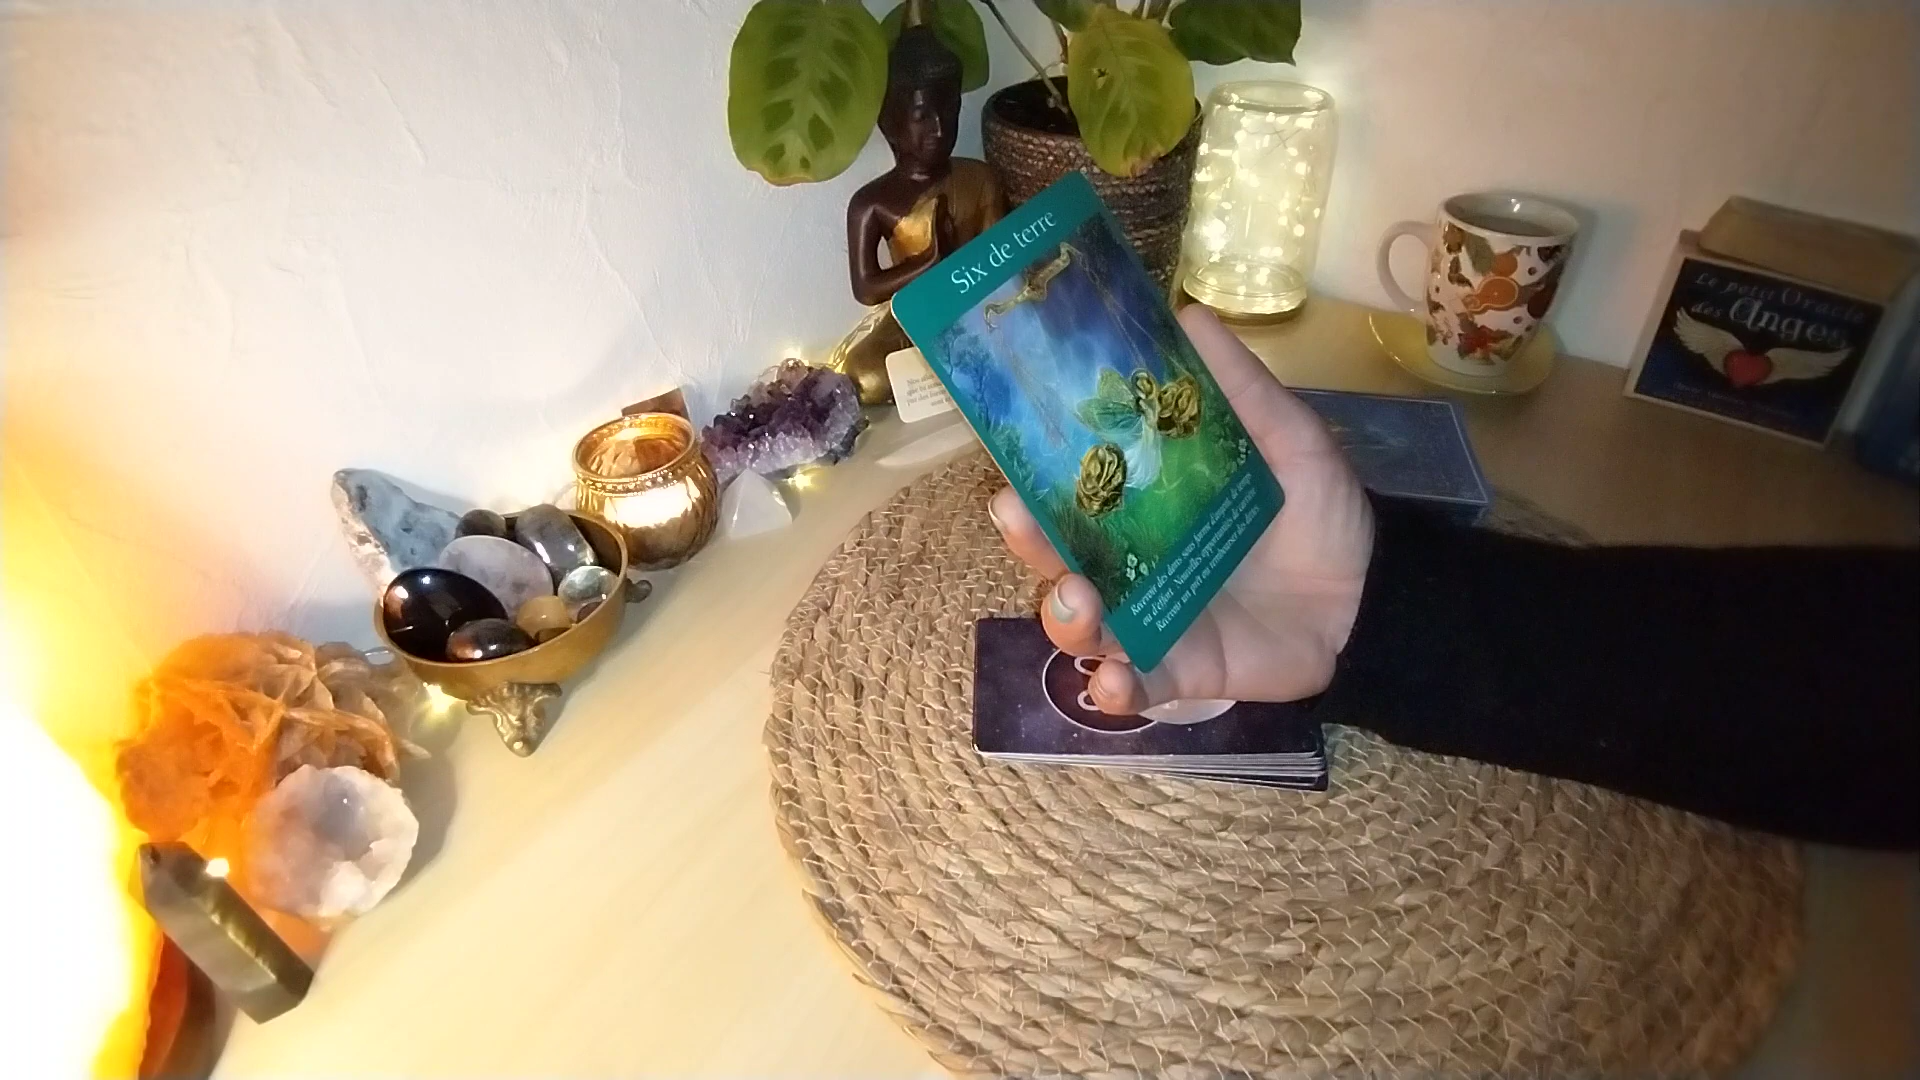 Six de terre
Recevoir des dons sous forme d'argent, de temps
ou d'effort Nouvelles opportunités de carrière
Recevoir un prêt ou rembourser des dettes
Le petit Oracle
des Anges